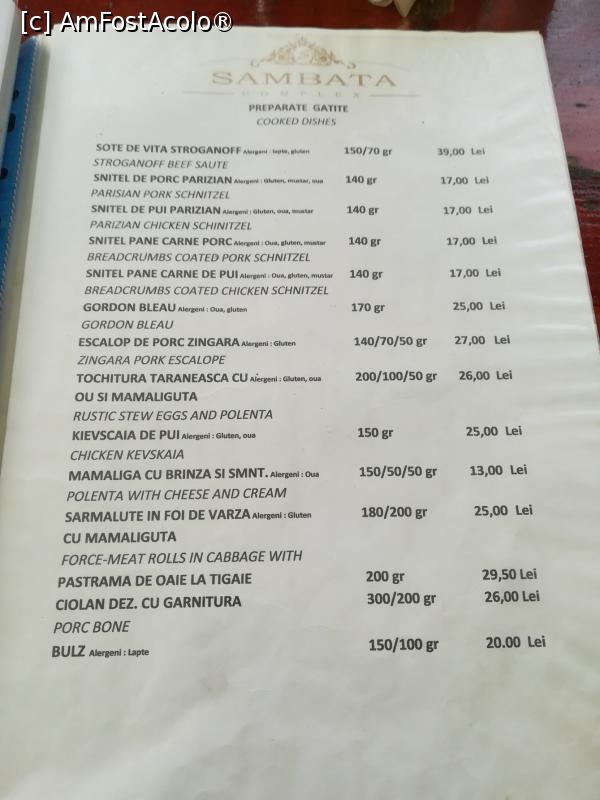 [c] AmFostAcolo®
SAMBATA
COMPLEX
PREPARATE GATITE
COOKED DISHES
SOTE DE VITA STROGANOFF Alergeni : lapte, gluten 150/70 gr 39,00 Lei
STROGANOFF BEEF SAUTE
SNITEL DE PORC PARIZIAN Alergeni : Gluten, mustar, oua 140 gr 17,00 Lei
PARISIAN PORK SCHNITZEL
SNITEL DE PUI PARIZIAN Alergeni : Gluten, oua, mustar 140 gr 17,00 Lei
PARIZIAN CHICKEN SCHINITZEL
SNITEL PANE CARNE PORC Alergeni : Oua, gluten, mustar 140 gr 17,00 Lei
BREADCRUMBS COATED PORK SCHNITZEL
SNITEL PANE CARNE DE PUI Alergeni : Oua, gluten, mustar 140 gr 17,00 Lei
BREADCRUMBS COATED CHICKEN SCHNITZEL
GORDON BLEAU Alergeni : Oua, gluten 170 gr 25,00 Lei
GORDON BLEAU
ESCALOP DE PORC ZINGARA Alergeni : Gluten 140/70/50 gr 27,00 Lei
ZINGARA PORK ESCALOPE
TOCHITURA TARANEASCA CU Alergeni : Gluten, oua 200/100/50 gr 26,00 Lei
OU SI MAMALIGUTA
RUSTIC STEW EGGS AND POLENTA
KIEVSCAIA DE PUI Alergeni : Gluten, oua 150 gr 25,00 Lei
CHICKEN KEVSKAIA
MAMALIGA CU BRINZA SI SMNT. Alergeni : Oua 150/50/50 gr 13,00 Lei
POLENTA WITH CHEESE AND CREAM
SARMALUTE IN FOI DE VARZA Alergeni : Gluten 180/200 gr 25,00 Lei
CU MAMALIGUTA
FORCE-MEAT ROLLS IN CABBAGE WITH
PASTRAMA DE OAIE LA TIGAIE 200 gr 29,50 Lei
CIOLAN DEZ. CU GARNITURA 300/200 gr 26,00 Lei
PORC BONE
BULZ Alergeni : Lapte 150/100 gr 20.00 Lei